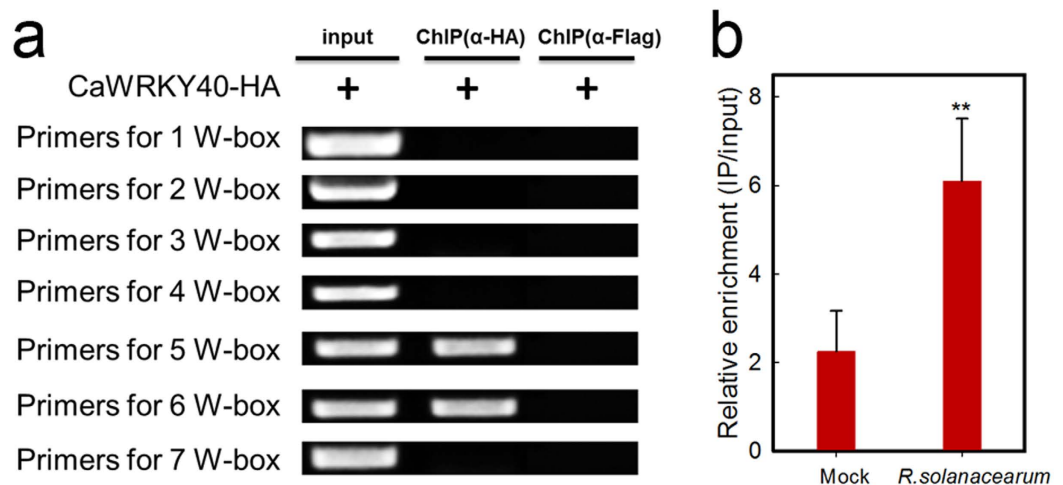 a
input ChIP(α-HA) ChIP(α-Flag)
CaWRKY40-HA + + +
Primers for 1 W-box
Primers for 2 W-box
Primers for 3 W-box
Primers for 4 W-box
Primers for 5 W-box
Primers for 6 W-box
Primers for 7 W-box
b
Relative enrichment (IP/input)
8
6
4
2
0
**
Mock R.solanacearum